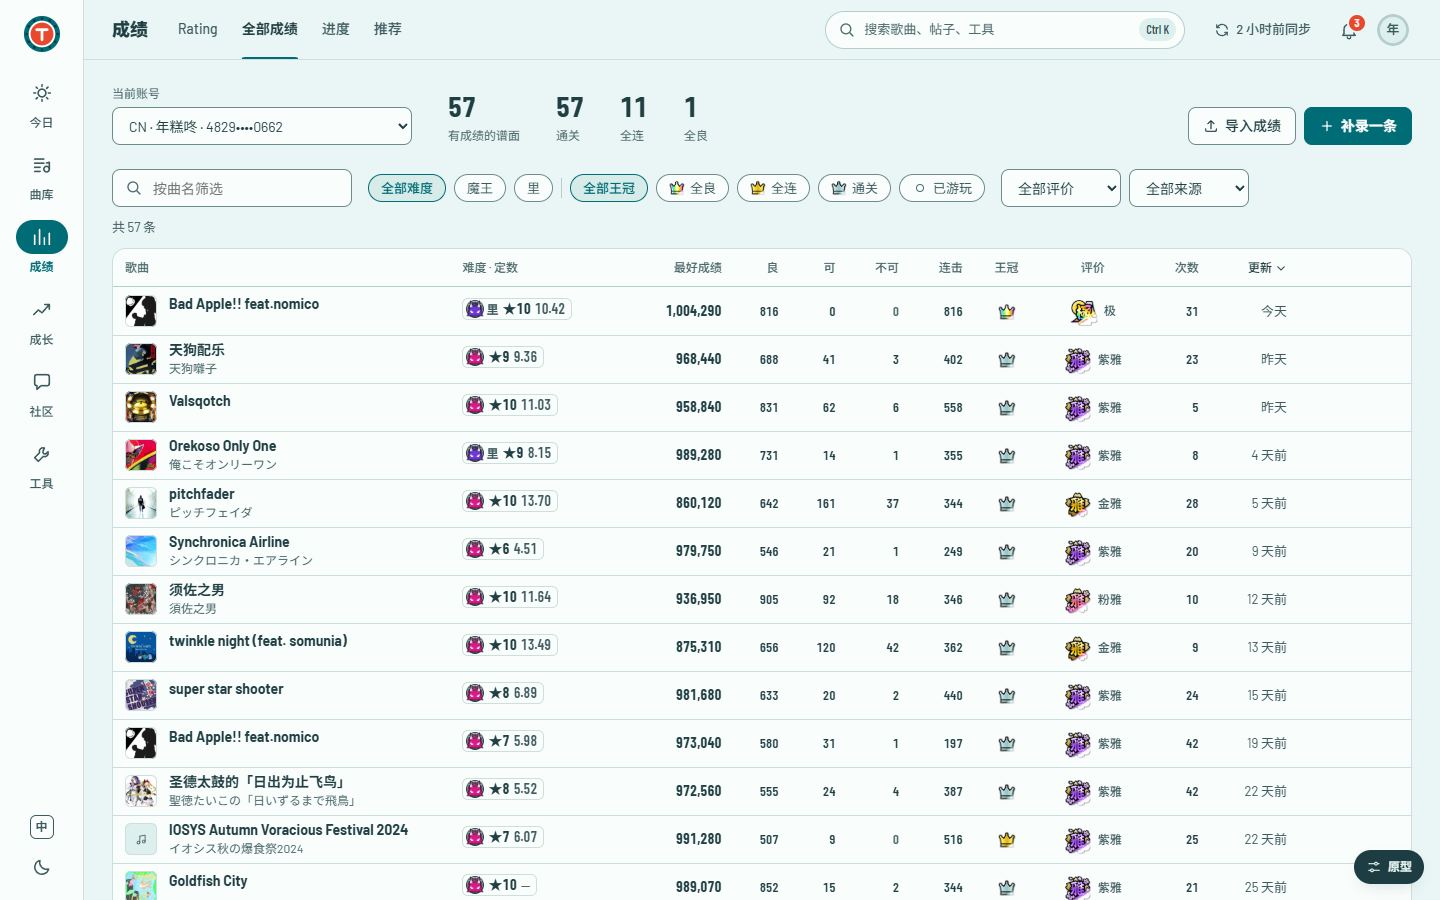 成绩 Rating 全部成绩 进度 推荐 搜索歌曲、帖子、工具 Ctrl K 2 小时前同步 3 年
今日
曲库
成绩
成长
社区
工具
中
当前账号
CN · 年糕咚 · 4829••••0662
57 有成绩的谱面
57 通关
11 全连
1 全良
导入成绩 补录一条
按曲名筛选 全部难度 魔王 里 全部王冠 全良 全连 通关 已游玩 全部评价 全部来源
共 57 条
歌曲 难度 · 定数 最好成绩 良 可 不可 连击 王冠 评价 次数 更新
Bad Apple!! feat.nomico 里 ★10 10.42 1,004,290 816 0 0 816 极 31 今天
天狗配乐 ★9 9.36 968,440 688 41 3 402 紫雅 23 昨天
天狗囃子
Valsqotch ★10 11.03 958,840 831 62 6 558 紫雅 5 昨天
Orekoso Only One 里 ★9 8.15 989,280 731 14 1 355 紫雅 8 4 天前
俺こそオンリーワン
pitchfader ★10 13.70 860,120 642 161 37 344 金雅 28 5 天前
ピッチフェイダ
Synchronica Airline ★6 4.51 979,750 546 21 1 249 紫雅 20 9 天前
シンクロニカ・エアライン
须佐之男 ★10 11.64 936,950 905 92 18 346 粉雅 10 12 天前
須佐之男
twinkle night (feat. somunia) ★10 13.49 875,310 656 120 42 362 金雅 9 13 天前
super star shooter ★8 6.89 981,680 633 20 2 440 紫雅 24 15 天前
Bad Apple!! feat.nomico ★7 5.98 973,040 580 31 1 197 紫雅 42 19 天前
圣德太鼓的「日出为止飞鸟」 ★8 5.52 972,560 555 24 4 387 紫雅 42 22 天前
聖徳たいこの「日いずるまで飛鳥」
IOSYS Autumn Voracious Festival 2024 ★7 6.07 991,280 507 9 0 516 紫雅 25 22 天前
イオシス秋の爆食祭2024
Goldfish City ★10 — 989,070 852 15 2 344 紫雅 21 25 天前
原型